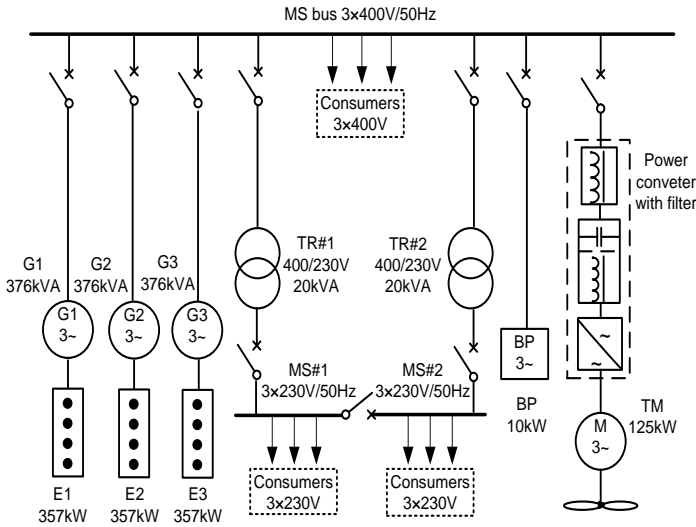 MS bus 3×400V/50Hz
Consumers
3×400V
Power
conveter
with filter
TR#1
400/230V
20kVA
TR#2
400/230V
20kVA
G1
376kVA
G2
376kVA
G3
376kVA
G1
3~
G2
3~
G3
3~
BP
3~
~
~
MS#1
3×230V/50Hz
MS#2
3×230V/50Hz
BP
10kW
TM
125kW
M
3~
Consumers
3×230V
Consumers
3×230V
E1
357kW
E2
357kW
E3
357kW